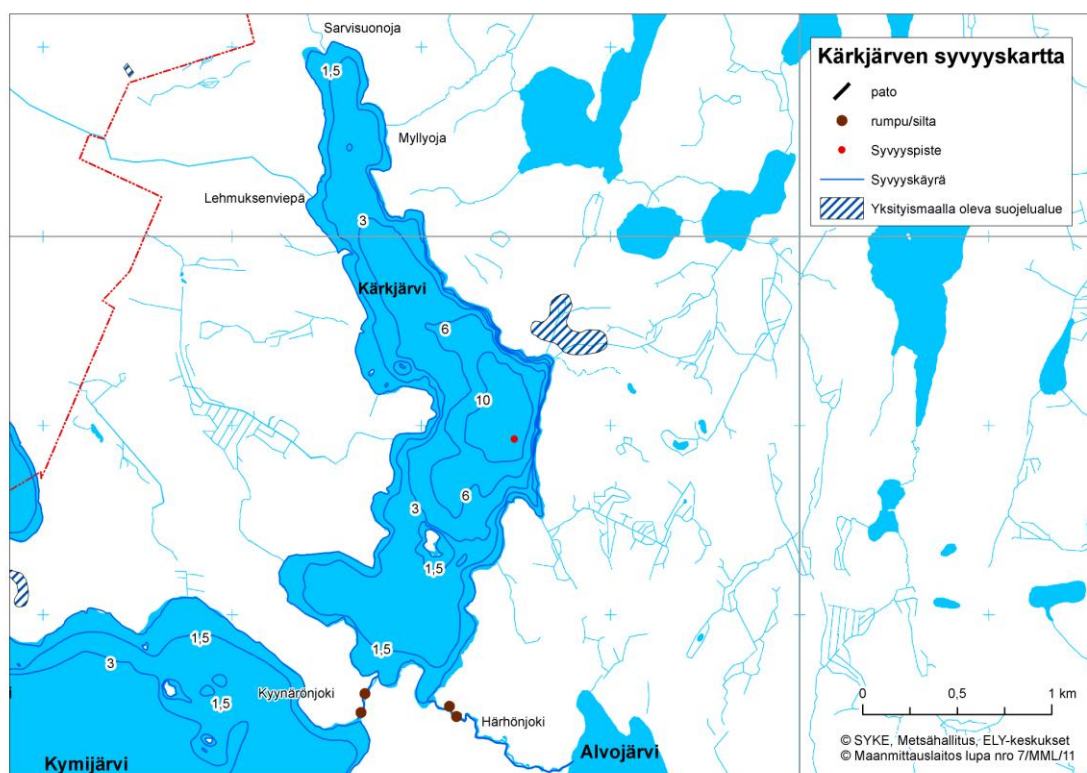 Sarvisuonoja
1,5
Myllyoja
Lehmuksenviepä
3
Kärkjärvi
6
10
6
3
1,5
1,5
1,5
3
1,5
Kyynärönjoki
Härhönjoki
Kymijärvi
Alvojärvi
Kärkjärven syvyyskartta
pato
rumpu/silta
Syvyyspiste
Syvyyskäyrä
Yksityismaalla oleva suojelualue
0 0,5 1 km
© SYKE, Metsähallitus, ELY-keskukset
© Maanmittauslaitos lupa nro 7/MML/11